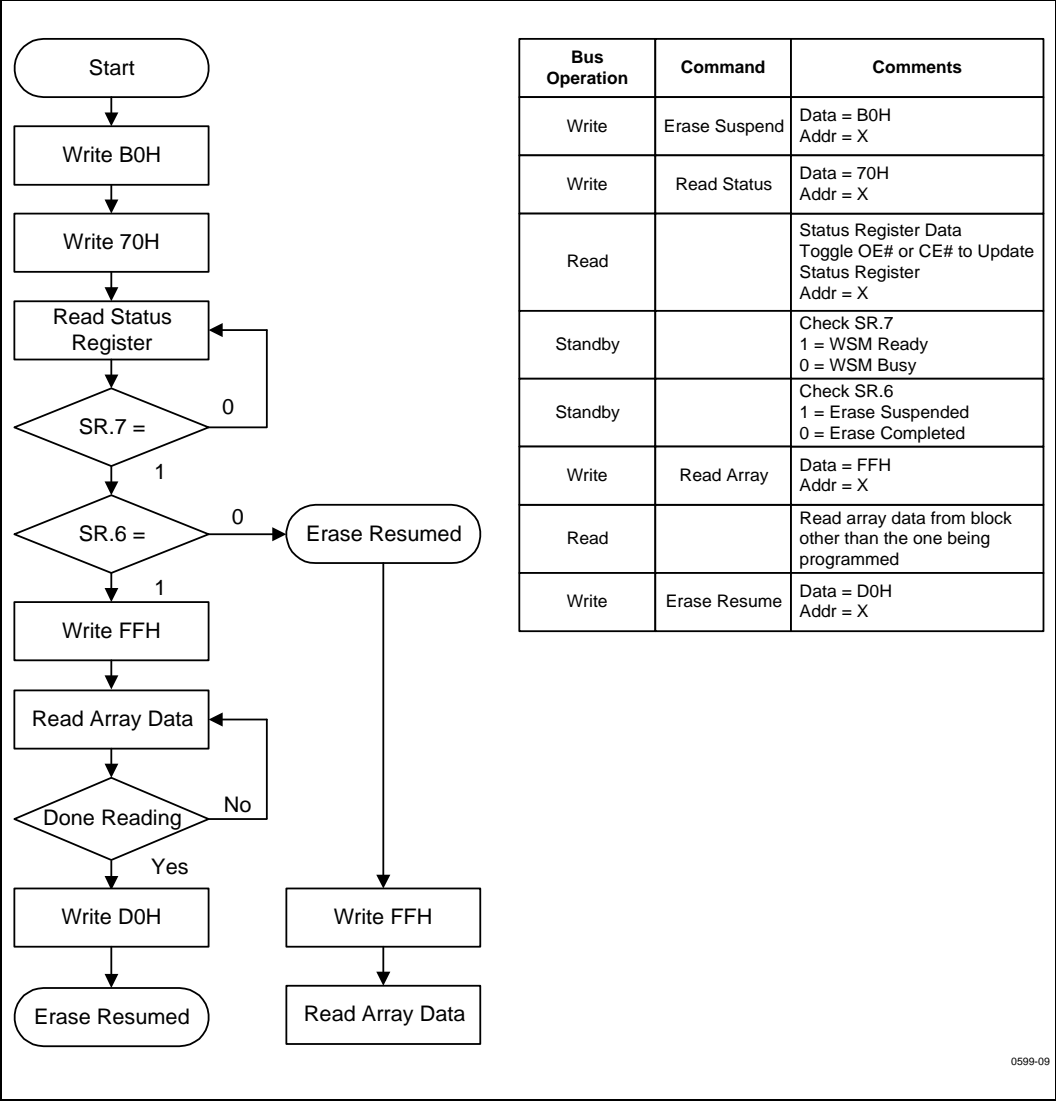 Start
Write B0H
Write 70H
Read Status
Register
0
SR.7 =
1
SR.6 =
0
Erase Resumed
1
Write FFH
Read Array Data
Done Reading
No
Yes
Write D0H
Write FFH
Erase Resumed
Read Array Data
Bus
Operation
Command
Comments
Write
Erase Suspend
Data = B0H
Addr = X
Write
Read Status
Data = 70H
Addr = X
Read
Status Register Data
Toggle OE# or CE# to Update
Status Register
Addr = X
Standby
Check SR.7
1 = WSM Ready
0 = WSM Busy
Standby
Check SR.6
1 = Erase Suspended
0 = Erase Completed
Write
Read Array
Data = FFH
Addr = X
Read
Read array data from block
other than the one being
programmed
Write
Erase Resume
Data = D0H
Addr = X
0599-09